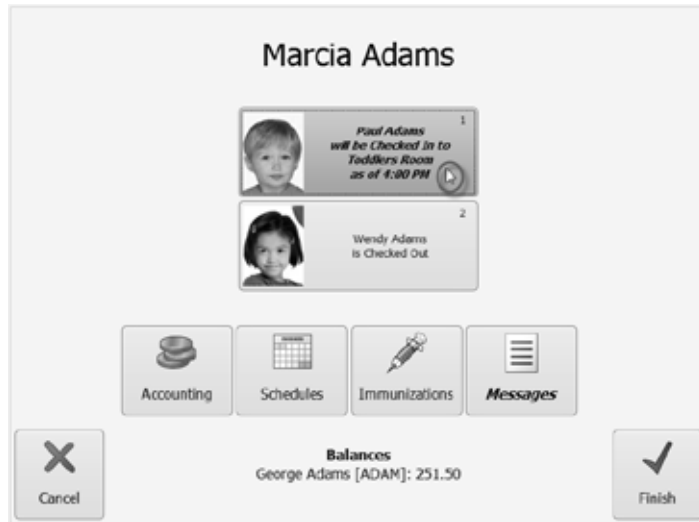 Marcia Adams
1
Paul Adams
will be Checked in to
Toddlers Room
as of 4:00 PM
2
Wendy Adams
is Checked Out
Accounting
Schedules
Immunizations
Messages
Cancel
Balances
George Adams [ADAM]: 251.50
Finish